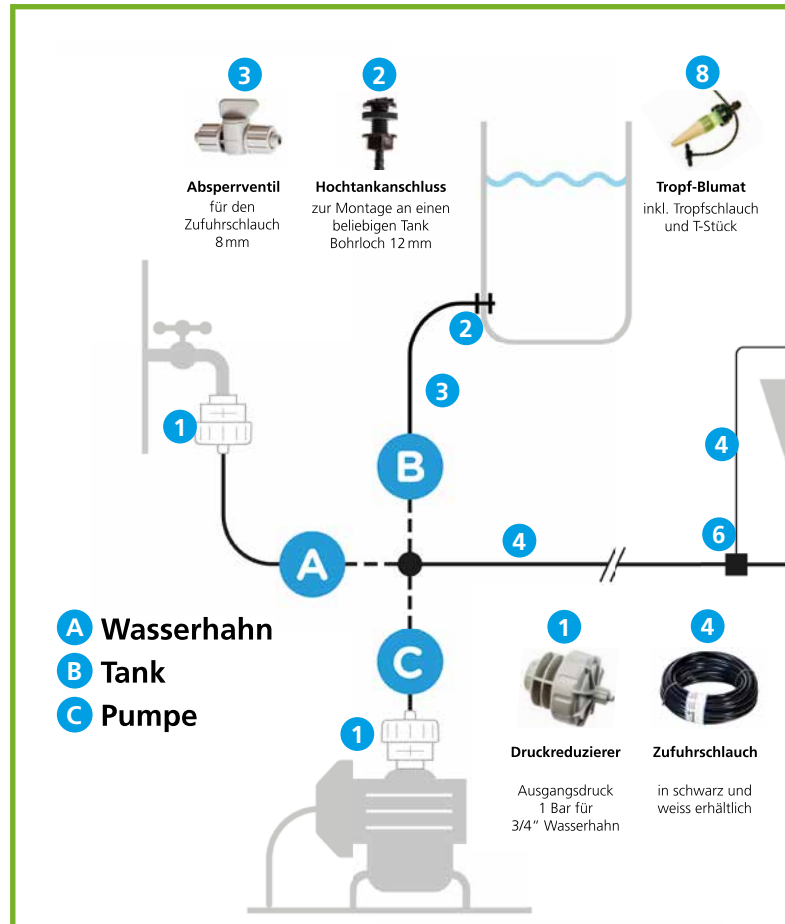 3
2
8
Absperrventil
für den
Zufuhrschlauch
8 mm
Hochtankanschluss
zur Montage an einen
beliebigen Tank
Bohrloch 12 mm
Tropf-Blumat
inkl. Tropfschlauch
und T-Stück
2
3
1
4
B
6
4
A
C
A Wasserhahn
B Tank
C Pumpe
1
4
1
Druckreduzierer
Ausgangsdruck
1 Bar für
3/4“ Wasserhahn
Zufuhrschlauch
in schwarz und
weiss erhältlich